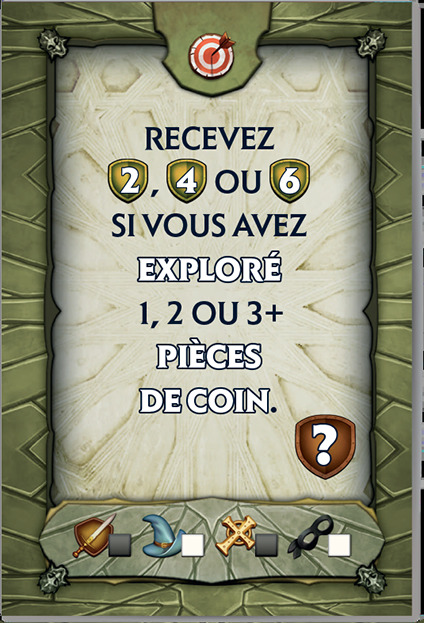 RECEVEZ
2, 4 OU 6
SI VOUS AVEZ
EXPLORÉ
1, 2 OU 3+
PIÈCES
DE COIN.
?